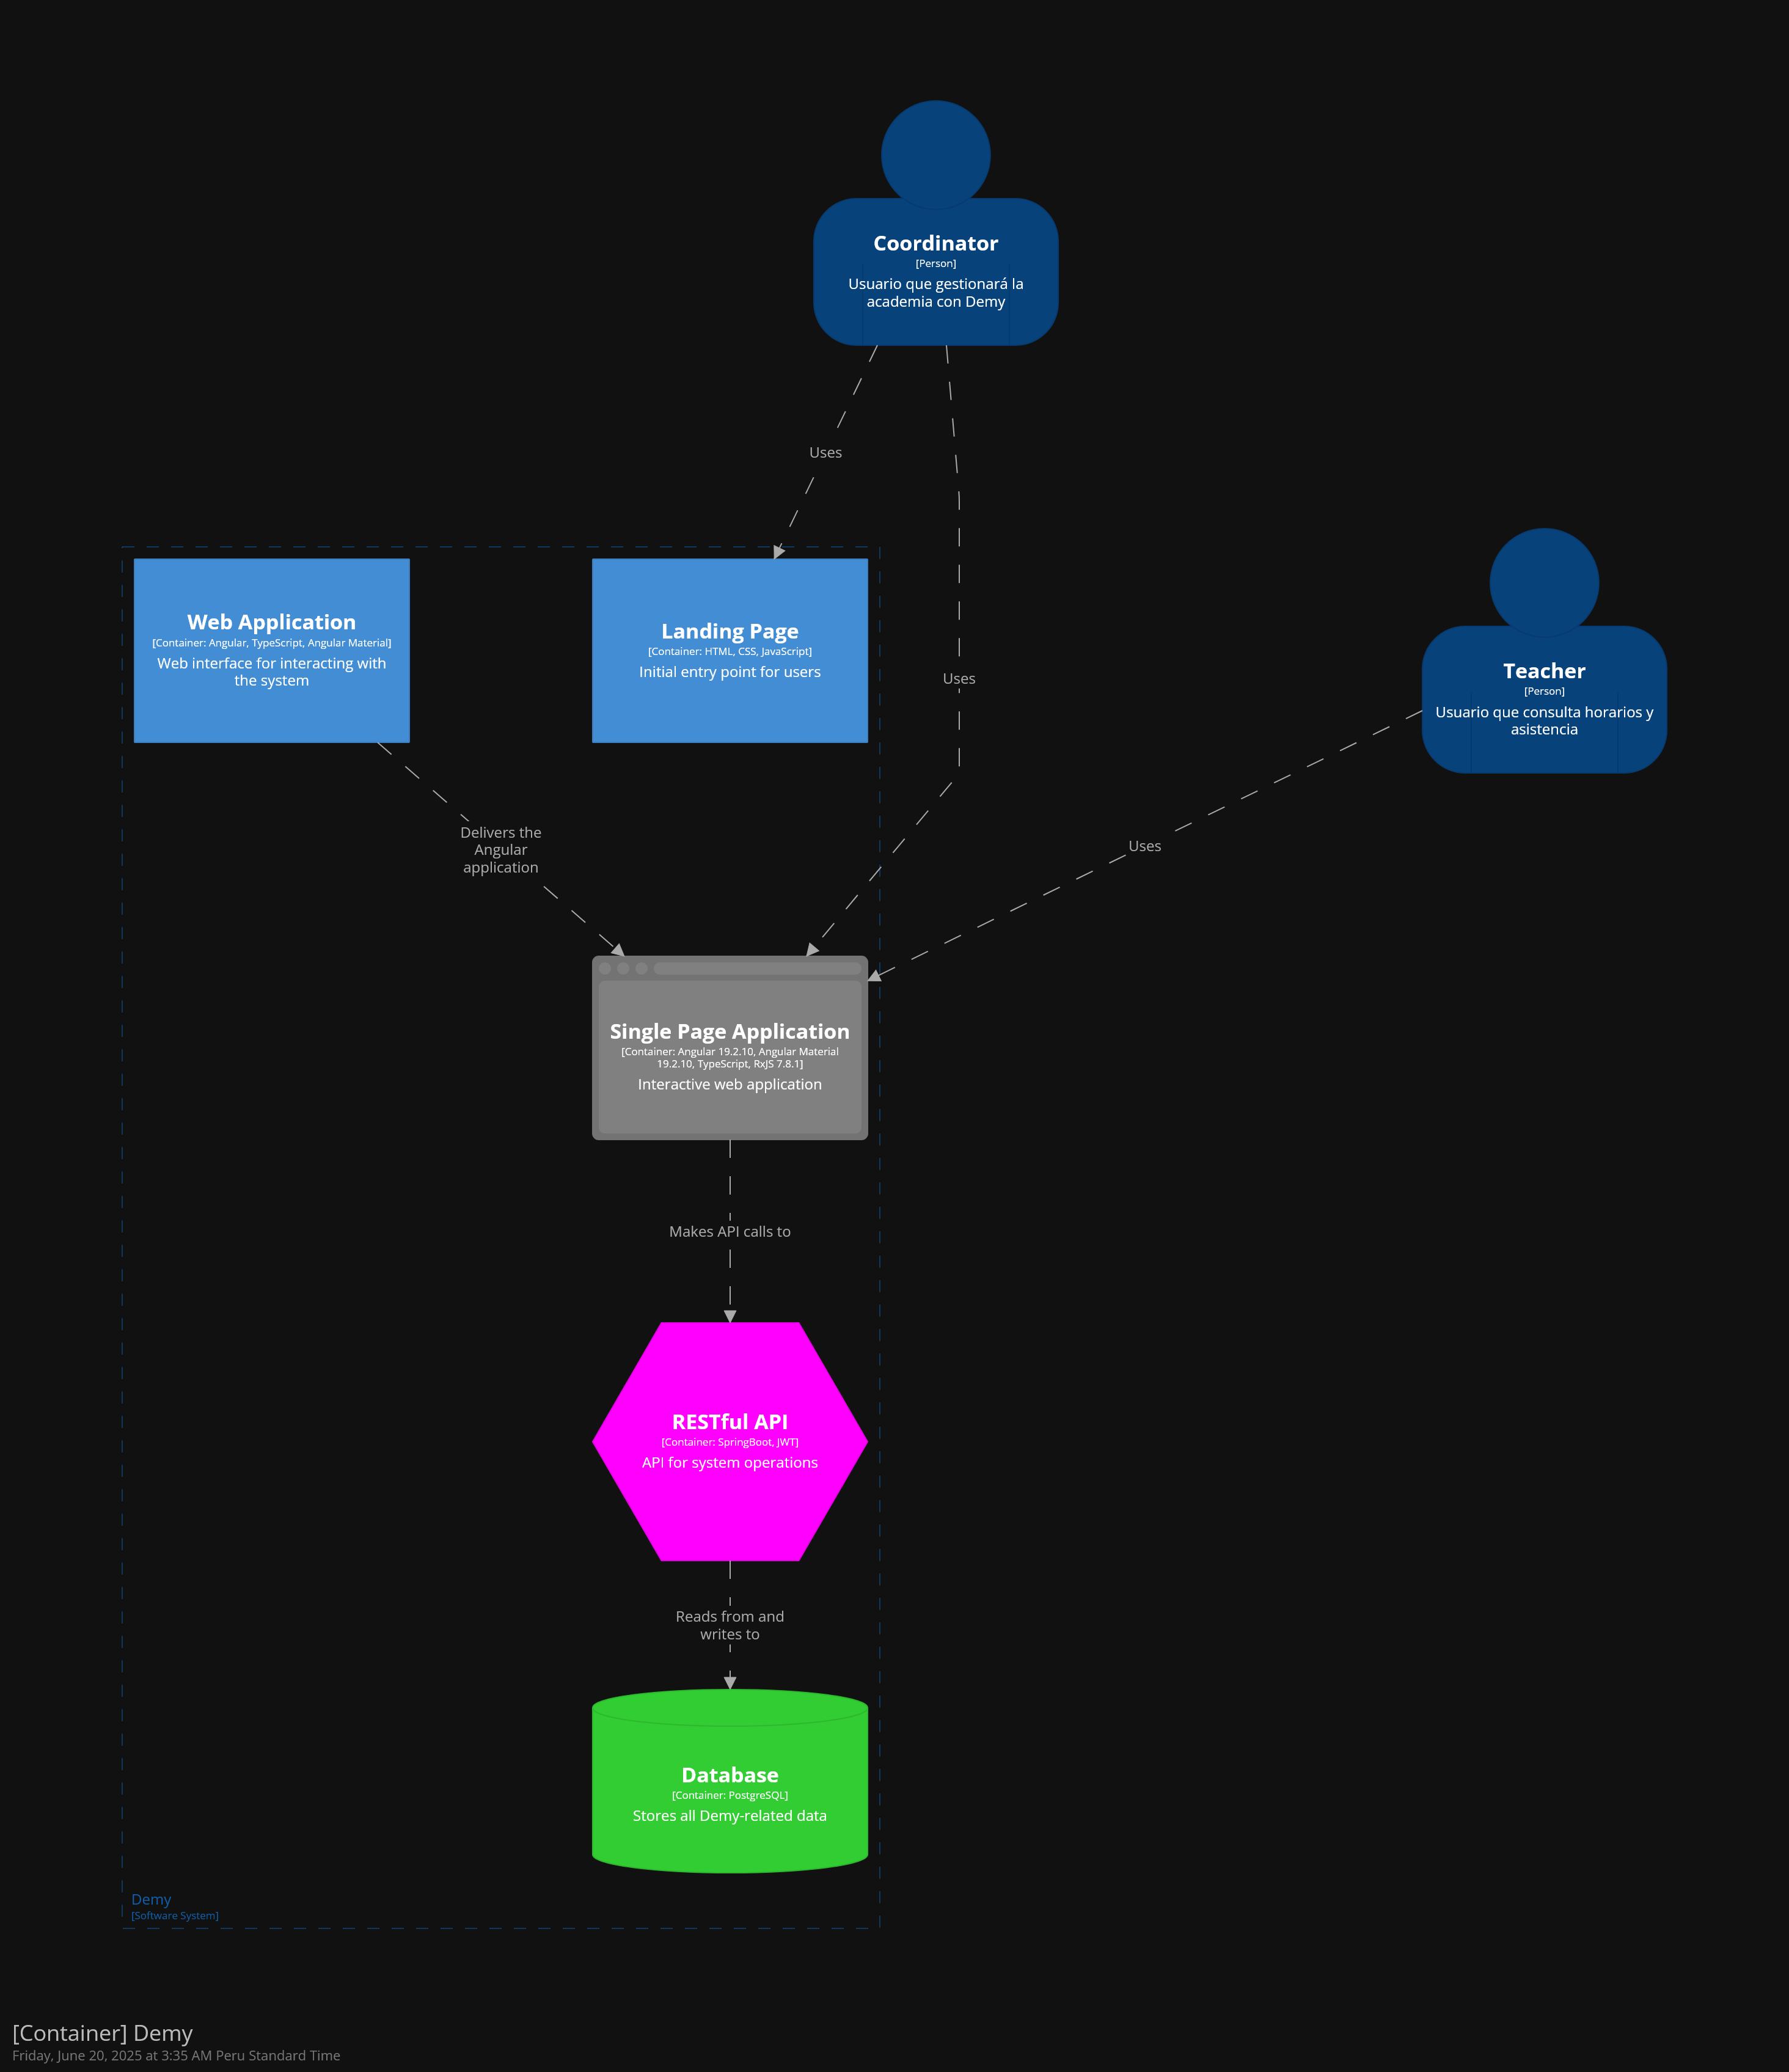 Coordinator
[Person]
Usuario que gestionará la
academia con Demy
Uses
Web Application
[Container: Angular, TypeScript, Angular Material]
Web interface for interacting with
the system
Landing Page
[Container: HTML, CSS, JavaScript]
Initial entry point for users
Uses
Teacher
[Person]
Usuario que consulta horarios y
asistencia
Delivers the
Angular
application
Uses
Single Page Application
[Container: Angular 19.2.10, Angular Material
19.2.10, TypeScript, RxJS 7.8.1]
Interactive web application
Makes API calls to
RESTful API
[Container: SpringBoot, JWT]
API for system operations
Reads from and
writes to
Database
[Container: PostgreSQL]
Stores all Demy-related data
Demy
[Software System]
[Container] Demy
Friday, June 20, 2025 at 3:35 AM Peru Standard Time